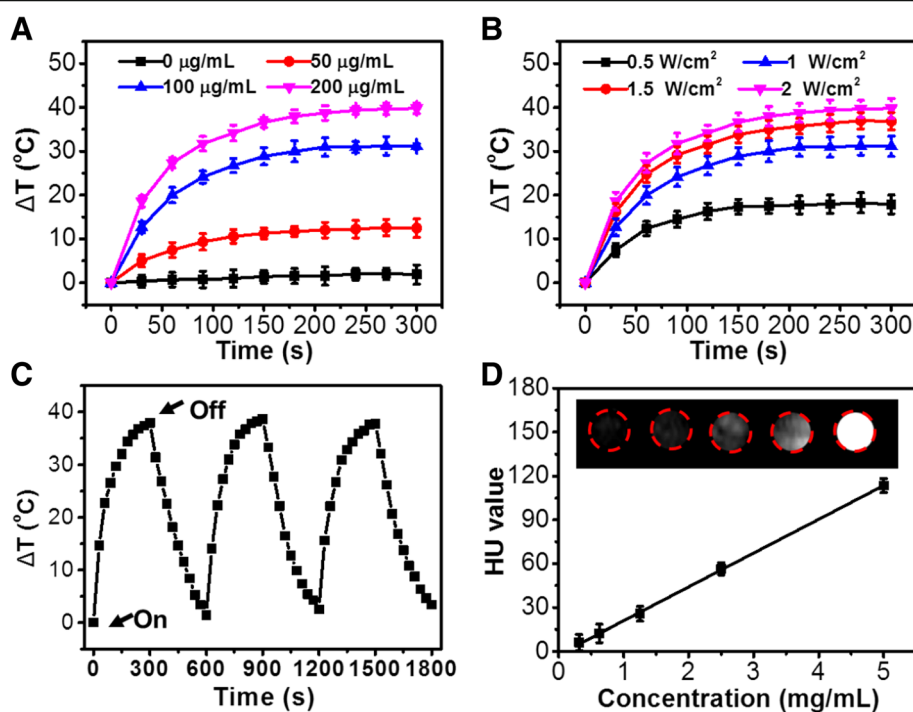 A
50
40
30
20
10
0
ΔT (°C)
0 µg/mL 50 µg/mL
100 µg/mL 200 µg/mL
0 50 100 150 200 250 300
Time (s)
B
50
40
30
20
10
0
ΔT (°C)
0.5 W/cm² 1 W/cm²
1.5 W/cm² 2 W/cm²
0 50 100 150 200 250 300
Time (s)
C
40
30
20
10
0
ΔT (°C)
Off
On
0 300 600 900 1200 1500 1800
Time (s)
D
180
150
120
90
60
30
0
HU value
0 1 2 3 4 5
Concentration (mg/mL)